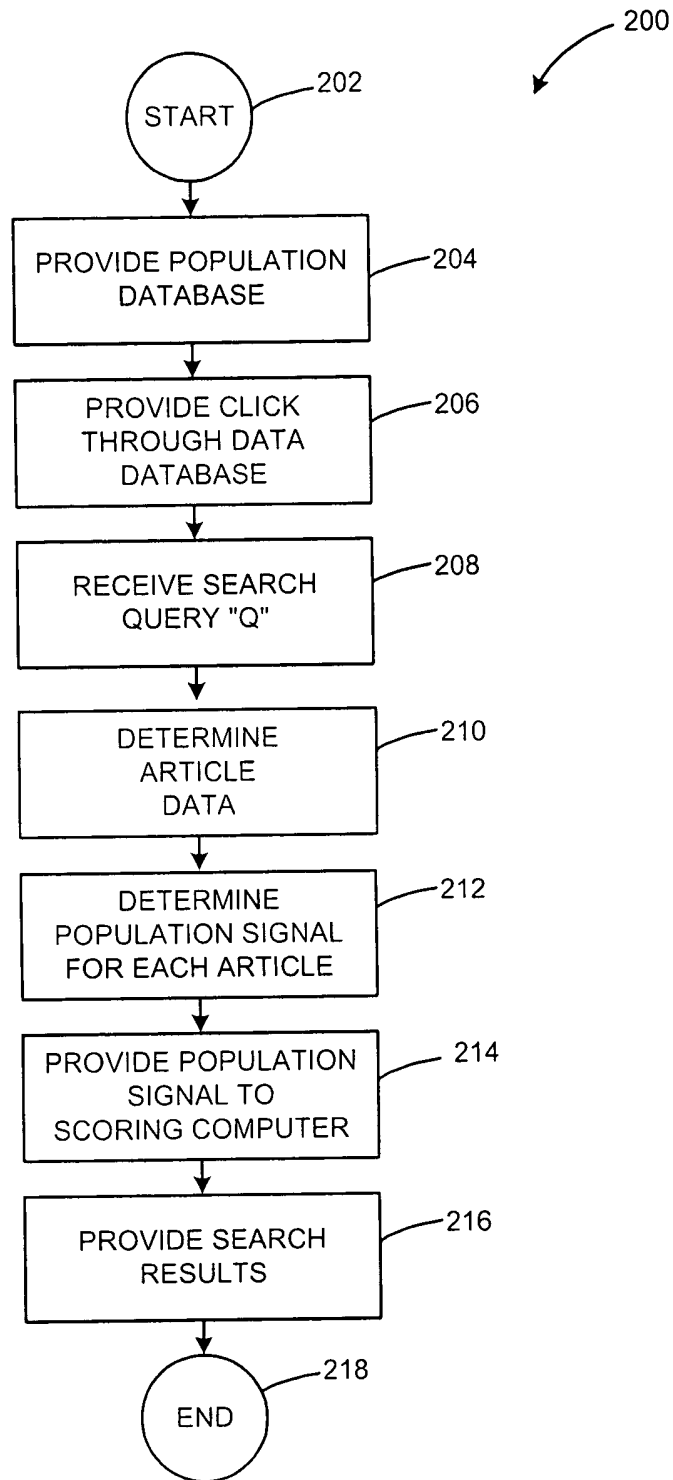 200
START
202
PROVIDE POPULATION
DATABASE
204
PROVIDE CLICK
THROUGH DATA
DATABASE
206
RECEIVE SEARCH
QUERY "Q"
208
DETERMINE
ARTICLE
DATA
210
DETERMINE
POPULATION SIGNAL
FOR EACH ARTICLE
212
PROVIDE POPULATION
SIGNAL TO
SCORING COMPUTER
214
PROVIDE SEARCH
RESULTS
216
END
218